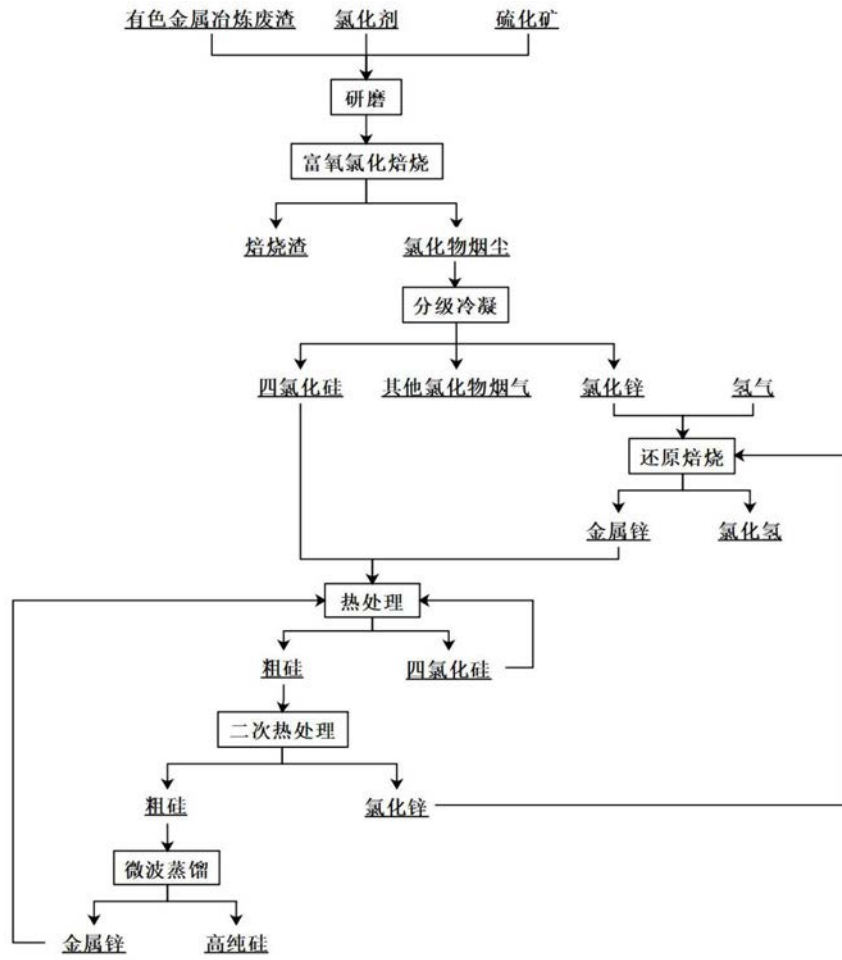 有色金属冶炼废渣 氯化剂 硫化矿
研磨
富氧氯化焙烧
焙烧渣 氯化物烟尘
分级冷凝
四氯化硅 其他氯化物烟气 氯化锌 氢气
还原焙烧
金属锌 氯化氢
热处理
粗硅 四氯化硅
二次热处理
粗硅 氯化锌
微波蒸馏
金属锌 高纯硅